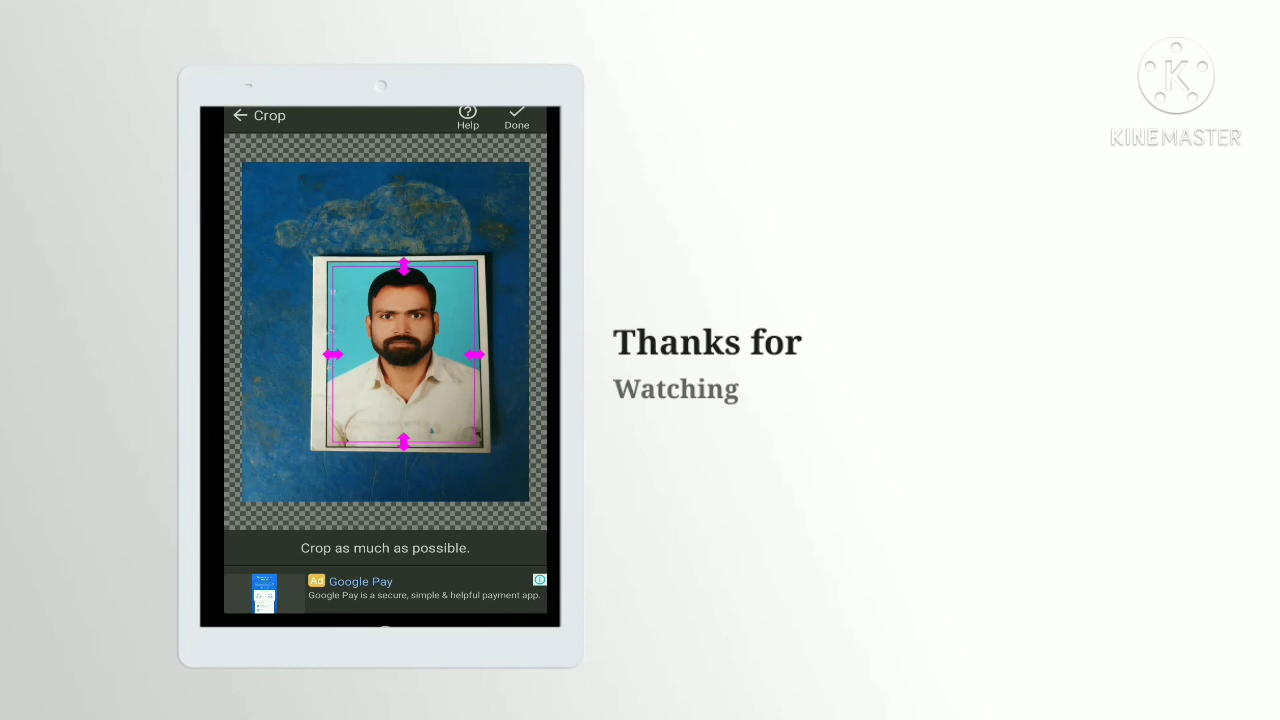 Crop
Help
Done
Crop as much as possible.
Ad Google Pay
Google Pay is a secure, simple & helpful payment app.
Thanks for
Watching
K
KINEMASTER